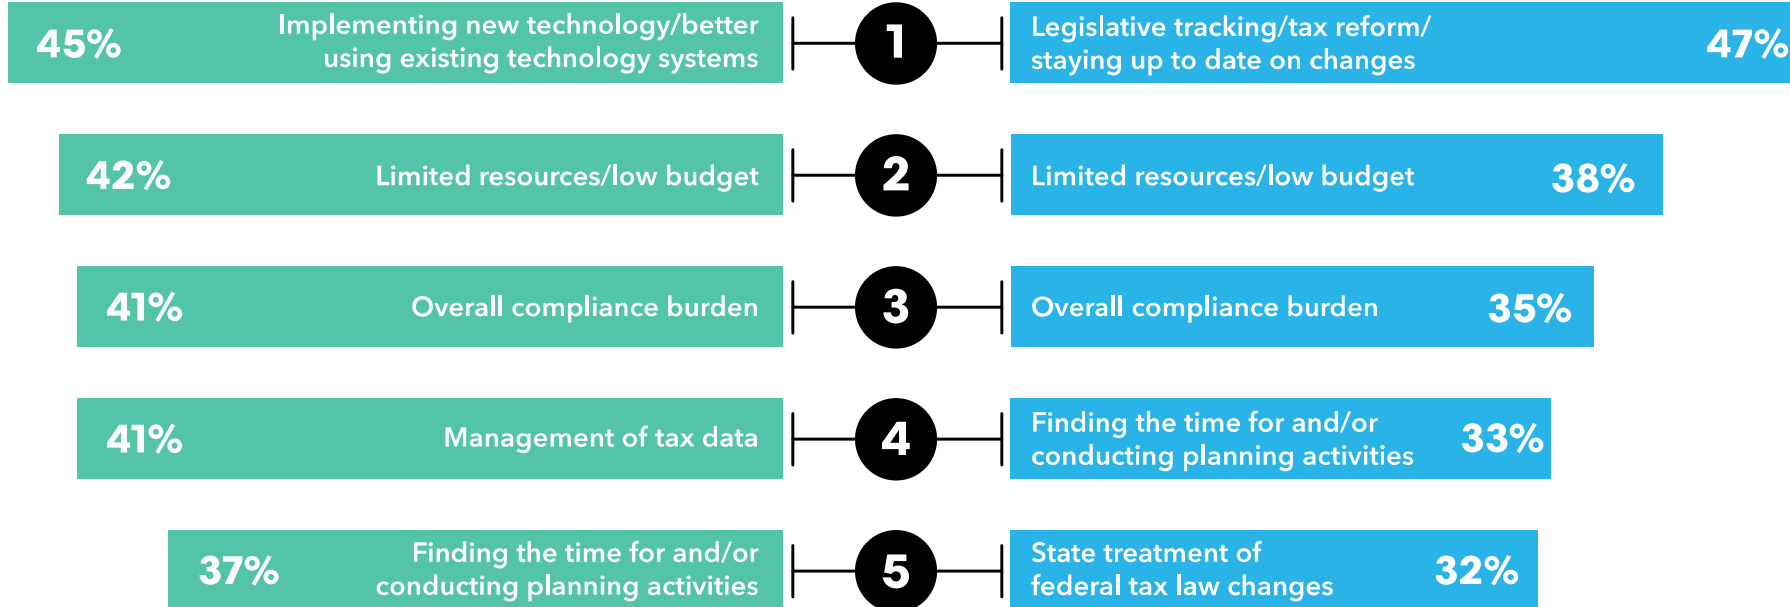 45%
Implementing new technology/better
using existing technology systems
1
Legislative tracking/tax reform/
staying up to date on changes
47%
42%
Limited resources/low budget
2
Limited resources/low budget
38%
41%
Overall compliance burden
3
Overall compliance burden
35%
41%
Management of tax data
4
Finding the time for and/or
conducting planning activities
33%
37%
Finding the time for and/or
conducting planning activities
5
State treatment of
federal tax law changes
32%